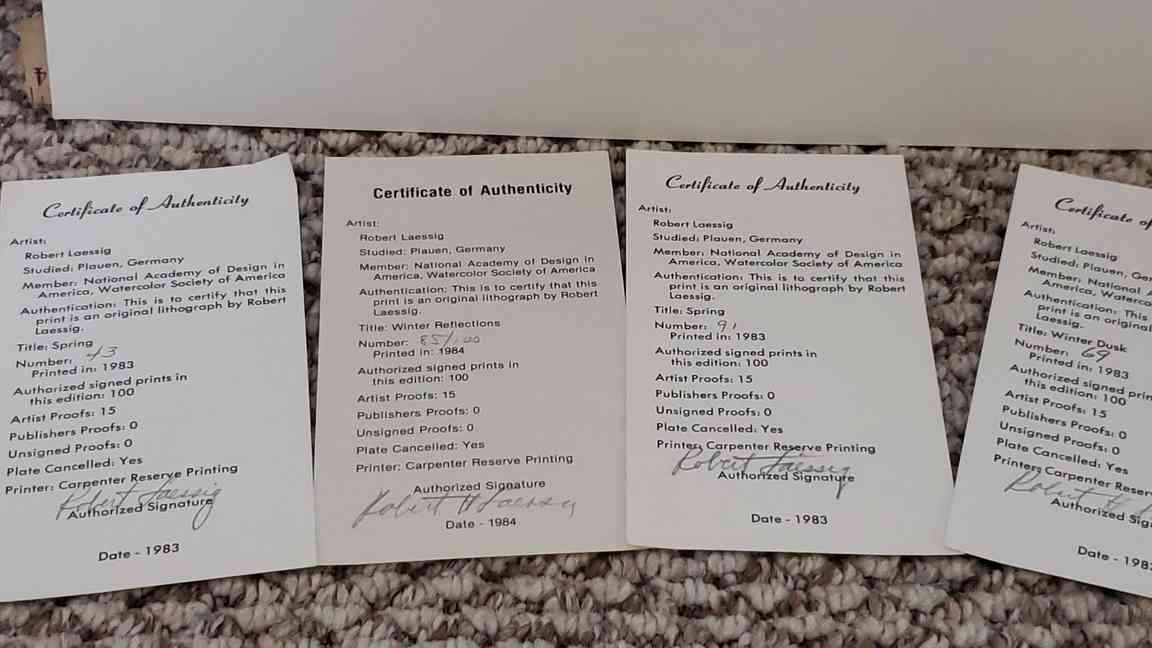 Certificate of Authenticity
Artist:
Robert Laessig
Studied: Plauen, Germany
Member: National Academy of Design in
America, Watercolor Society of America
Authentication: This is to certify that this
print is an original lithograph by Robert
Laessig.
Title: Spring
Number: 43
Printed in: 1983
Authorized signed prints in
this edition: 100
Artist Proofs: 15
Publishers Proofs: 0
Unsigned Proofs: 0
Plate Cancelled: Yes
Printer: Carpenter Reserve Printing
Robert Laessig
Authorized Signature
Date - 1983
Certificate of Authenticity
Artist:
Robert Laessig
Studied: Plauen, Germany
Member: National Academy of Design in
America, Watercolor Society of America
Authentication: This is to certify that this
print is an original lithograph by Robert
Laessig.
Title: Winter Reflections
Number: 85/100
Printed in: 1984
Authorized signed prints in
this edition: 100
Artist Proofs: 15
Publishers Proofs: 0
Unsigned Proofs: 0
Plate Cancelled: Yes
Printer: Carpenter Reserve Printing
Authorized Signature
Robert H Laessig
Date - 1984
Certificate of Authenticity
Artist:
Robert Laessig
Studied: Plauen, Germany
Member: National Academy of Design in
America, Watercolor Society of America
Authentication: This is to certify that this
print is an original lithograph by Robert
Laessig.
Title: Spring
Number: 91
Printed in: 1983
Authorized signed prints in
this edition: 100
Artist Proofs: 15
Publishers Proofs: 0
Unsigned Proofs: 0
Plate Cancelled: Yes
Printer: Carpenter Reserve Printing
Robert Laessig
Authorized Signature
Date - 1983
Certificate of
Artist:
Robert Laessig
Studied: Plauen,
Member: National
America,
Authentication: This
print is an original
Laessig.
Title: Winter Dusk
Number: 69
Printed in: 1983
Authorized signed
this edition: 100
Artist Proofs: 15
Publishers Proofs: 0
Unsigned Proofs: 0
Plate Cancelled: Yes
Printer: Carpenter
Robert H
Authorized
Date -